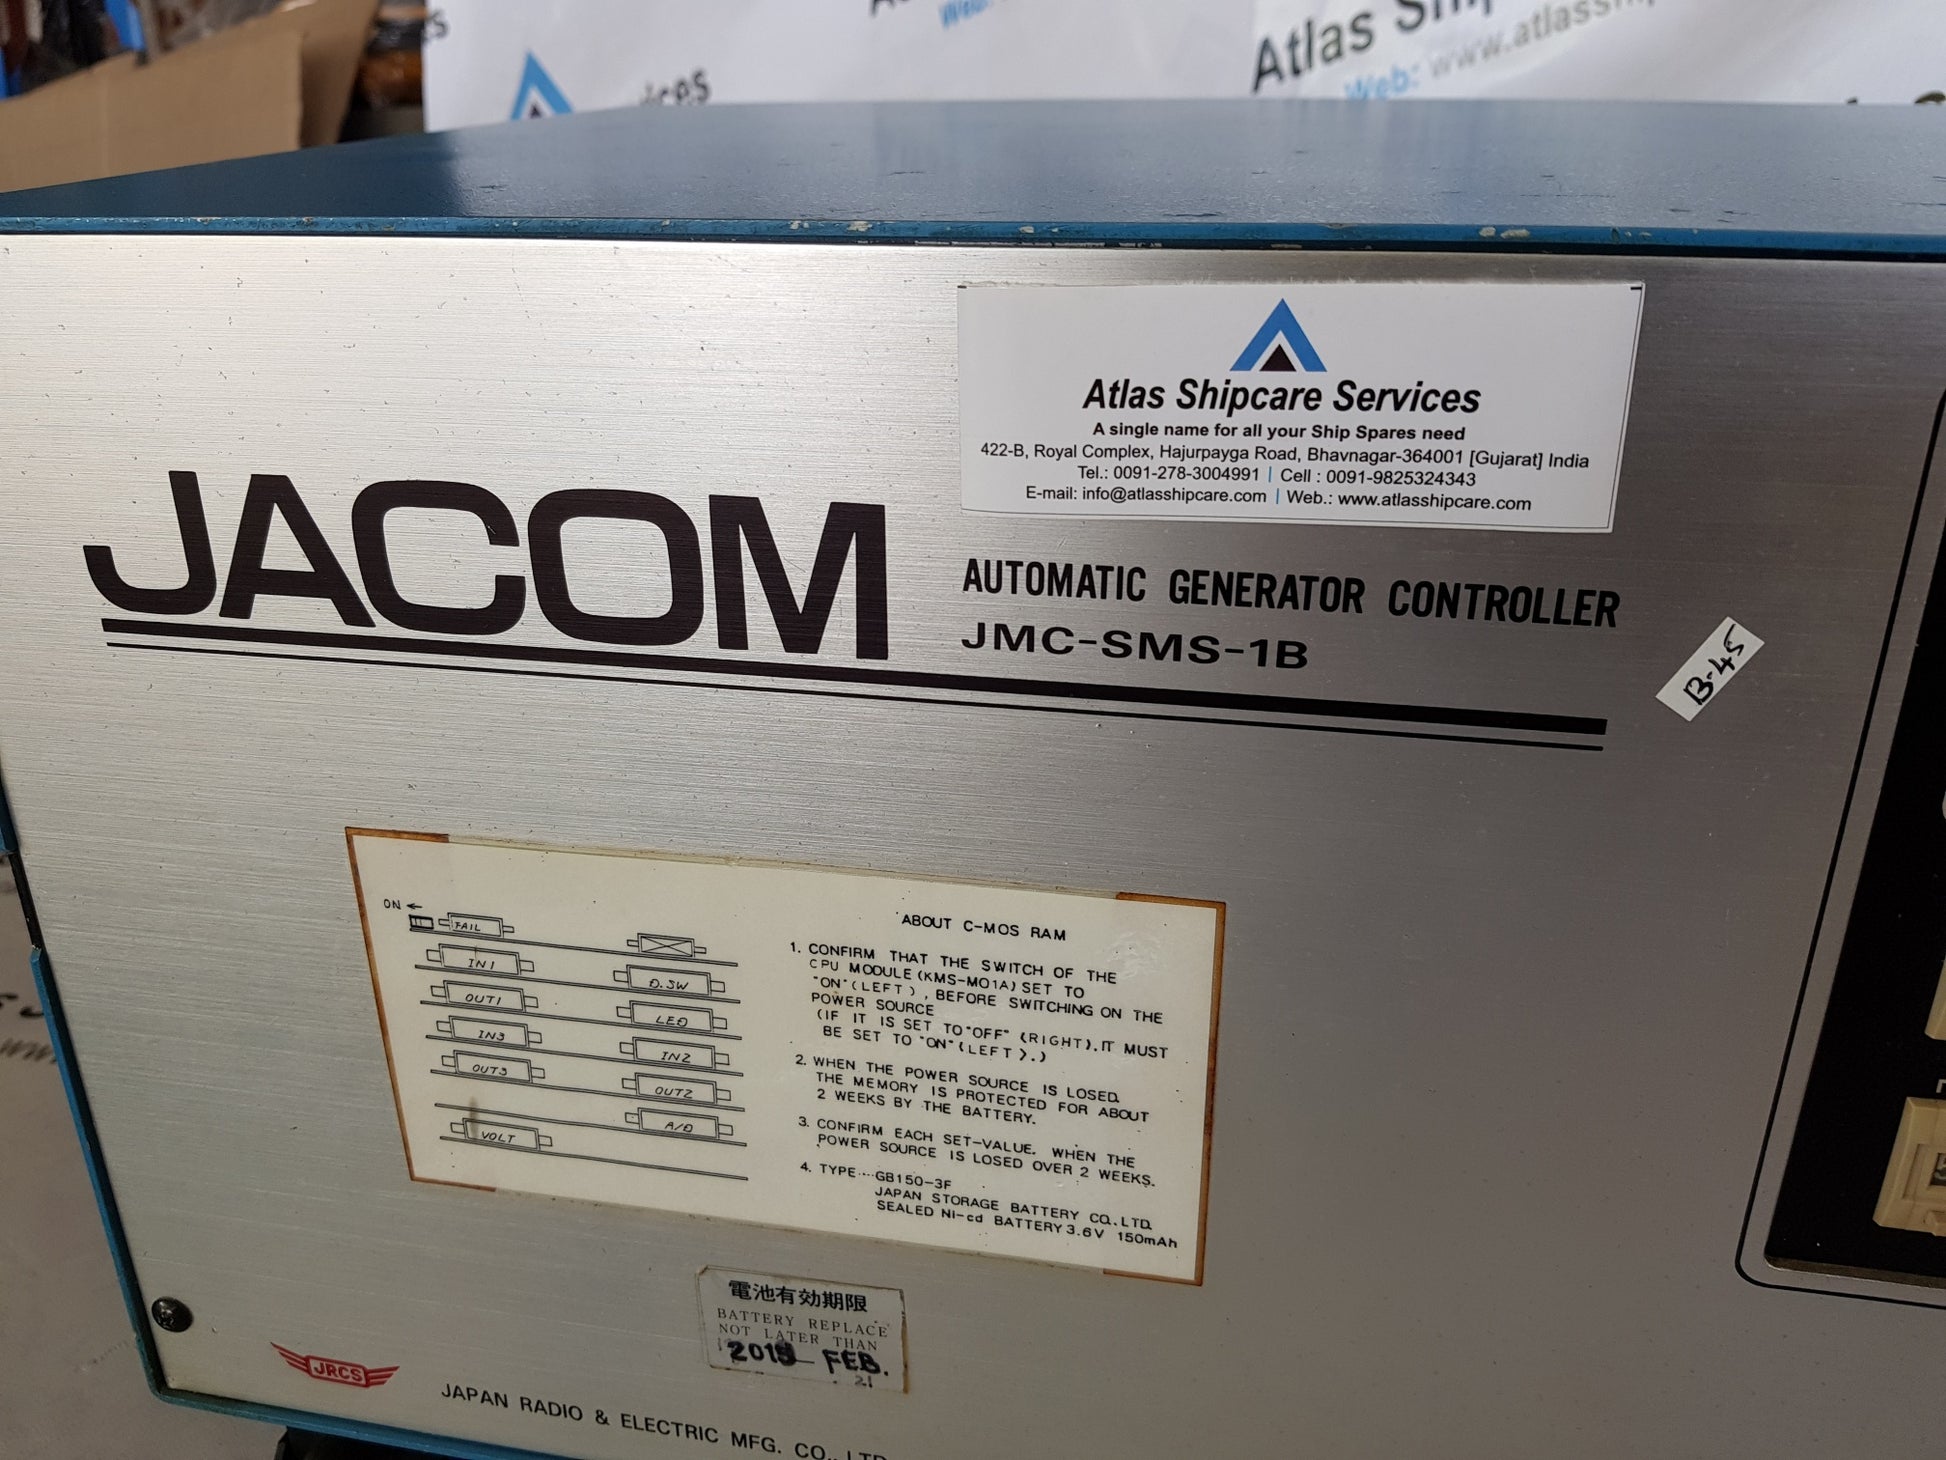 Atlas
Web: www.atlass
Atlas Shipcare Services
A single name for all your Ship Spares need
422-B, Royal Complex, Hajurpayga Road, Bhavnagar-364001 [Gujarat] India
Tel.: 0091-278-3004991 | Cell : 0091-9825324343
E-mail: info@atlasshipcare.com | Web.: www.atlasshipcare.com
JACOM
AUTOMATIC GENERATOR CONTROLLER
JMC-SMS-1B
B-45
ON ←
FAIL
IN1
D.SW
OUT1
LED
IN3
IN2
OUT3
OUT2
A/D
VOLT
ABOUT C-MOS RAM
1. CONFIRM THAT THE SWITCH OF THE
CPU MODULE (KMS-M01A) SET TO
"ON" (LEFT), BEFORE SWITCHING ON THE
POWER SOURCE
(IF IT IS SET TO "OFF" (RIGHT), IT MUST
BE SET TO "ON" (LEFT).)
2. WHEN THE POWER SOURCE IS LOSED
THE MEMORY IS PROTECTED FOR ABOUT
2 WEEKS BY THE BATTERY.
3. CONFIRM EACH SET-VALUE. WHEN THE
POWER SOURCE IS LOSED OVER 2 WEEKS.
4. TYPE....GB150-3F
JAPAN STORAGE BATTERY CO., LTD.
SEALED Ni-cd BATTERY 3.6V 150mAh
電池有効期限
BATTERY REPLACE
NOT LATER THAN
FEB.
21
JRCS
JAPAN RADIO & ELECTRIC MFG. CO., LTD